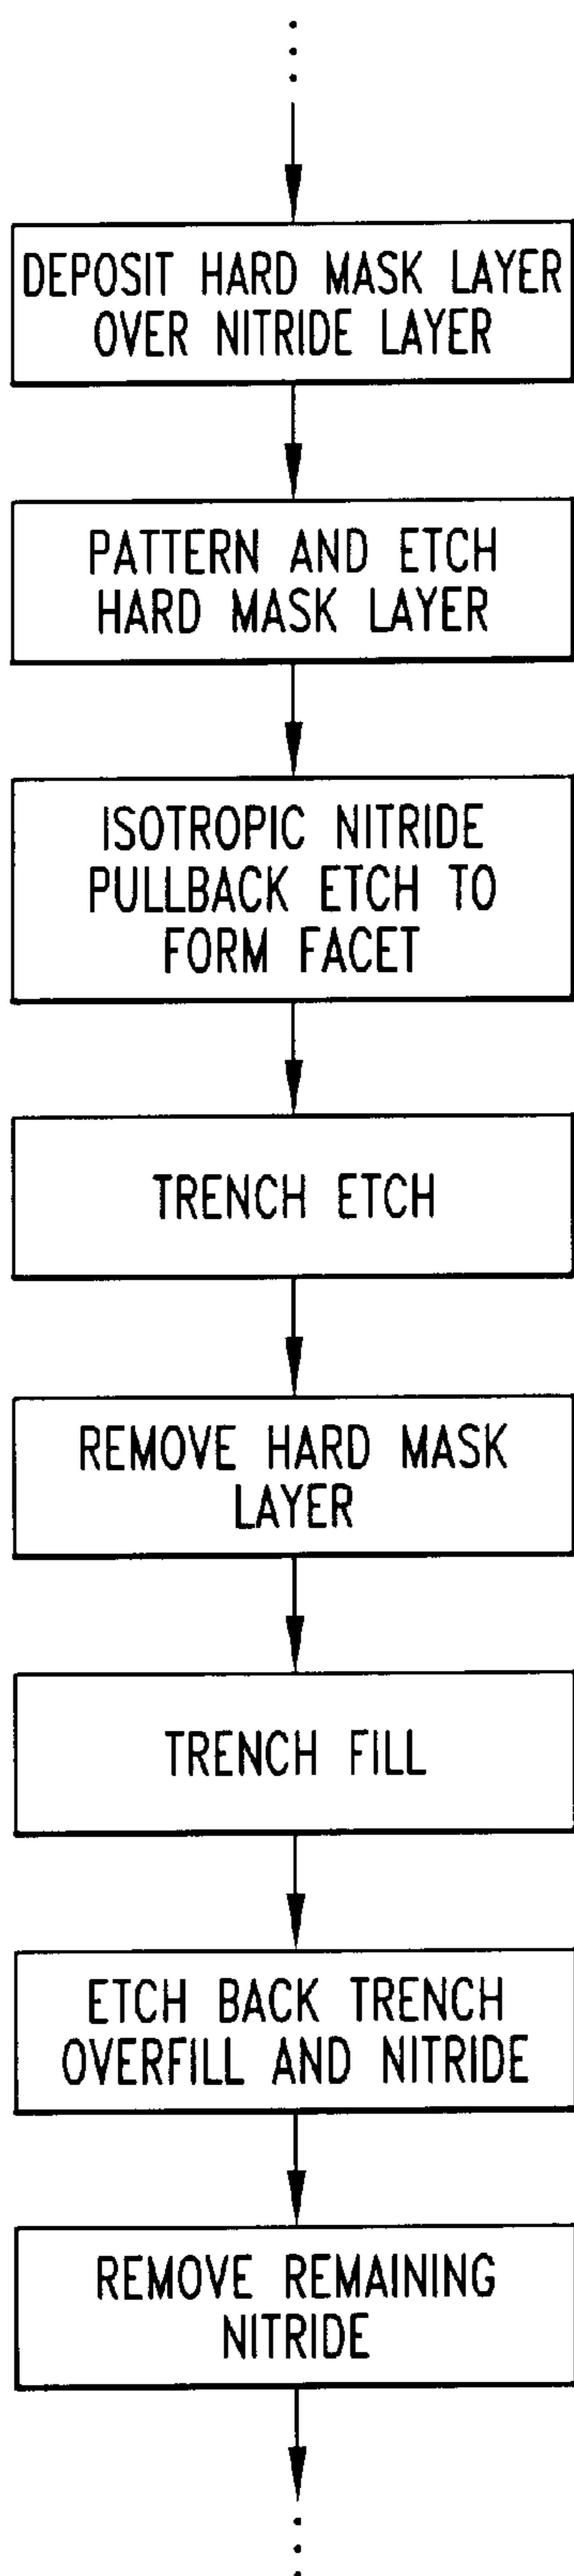 DEPOSIT HARD MASK LAYER
OVER NITRIDE LAYER
PATTERN AND ETCH
HARD MASK LAYER
ISOTROPIC NITRIDE
PULLBACK ETCH TO
FORM FACET
TRENCH ETCH
REMOVE HARD MASK
LAYER
TRENCH FILL
ETCH BACK TRENCH
OVERFILL AND NITRIDE
REMOVE REMAINING
NITRIDE